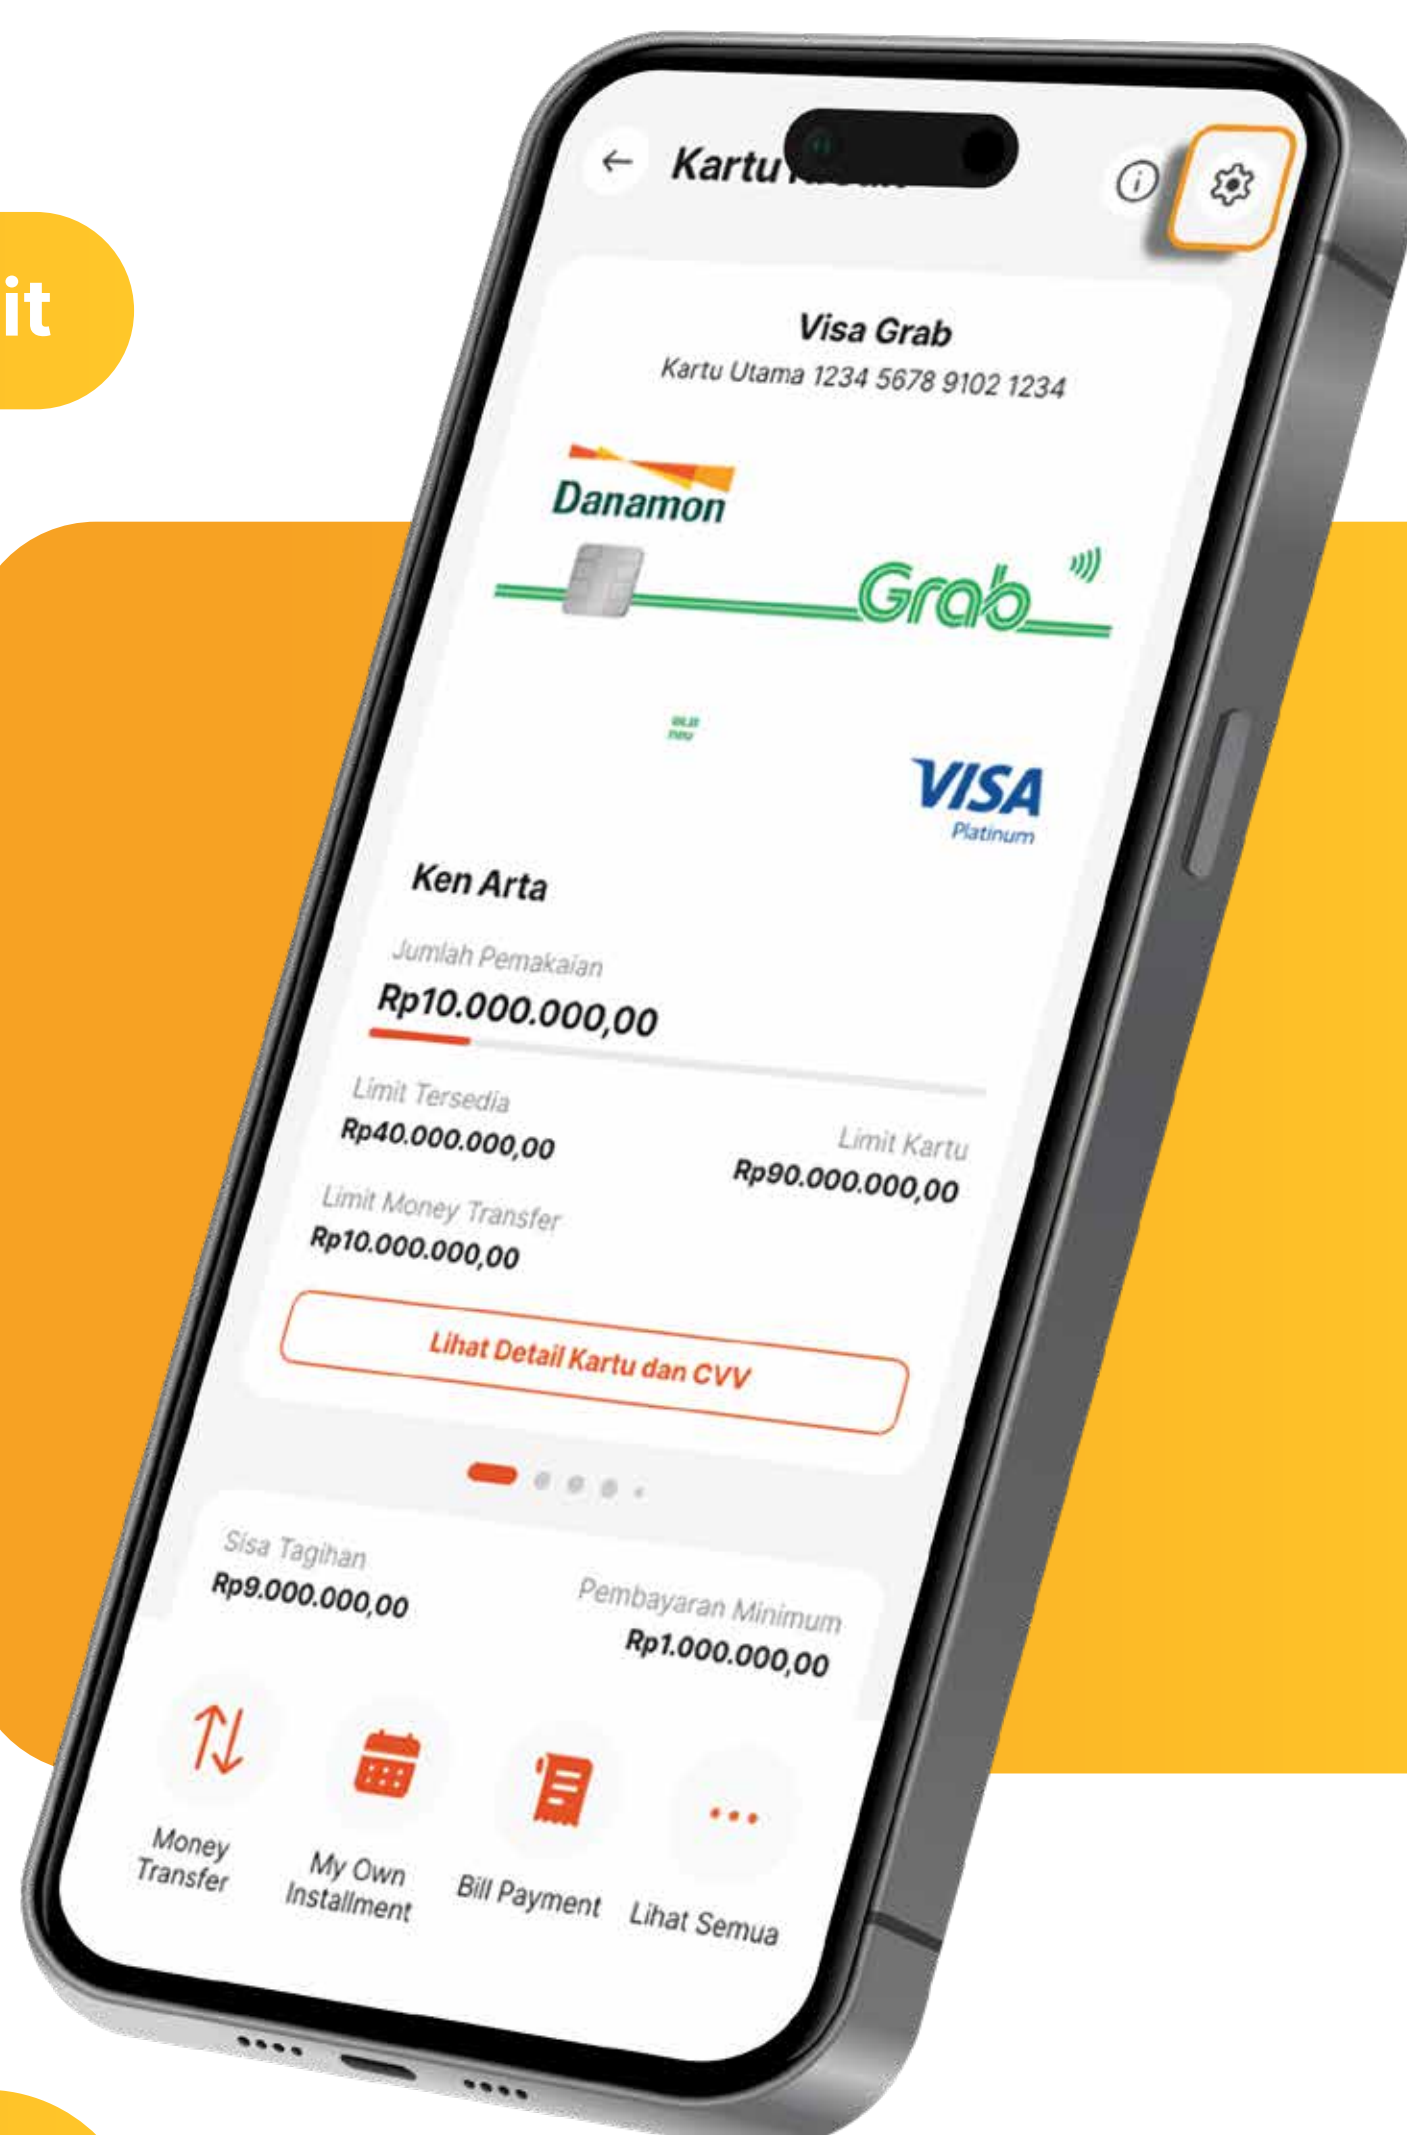 it
Kartu
Visa Grab
Kartu Utama 1234 5678 9102 1234
Danamon
Grab
VISA
Platinum
Ken Arta
Jumlah Pemakaian
Rp10.000.000,00
Limit Tersedia
Rp40.000.000,00
Limit Kartu
Rp90.000.000,00
Limit Money Transfer
Rp10.000.000,00
Lihat Detail Kartu dan CVV
Sisa Tagihan
Rp9.000.000,00
Pembayaran Minimum
Rp1.000.000,00
Money
Transfer
My Own
Installment
Bill Payment
Lihat Semua